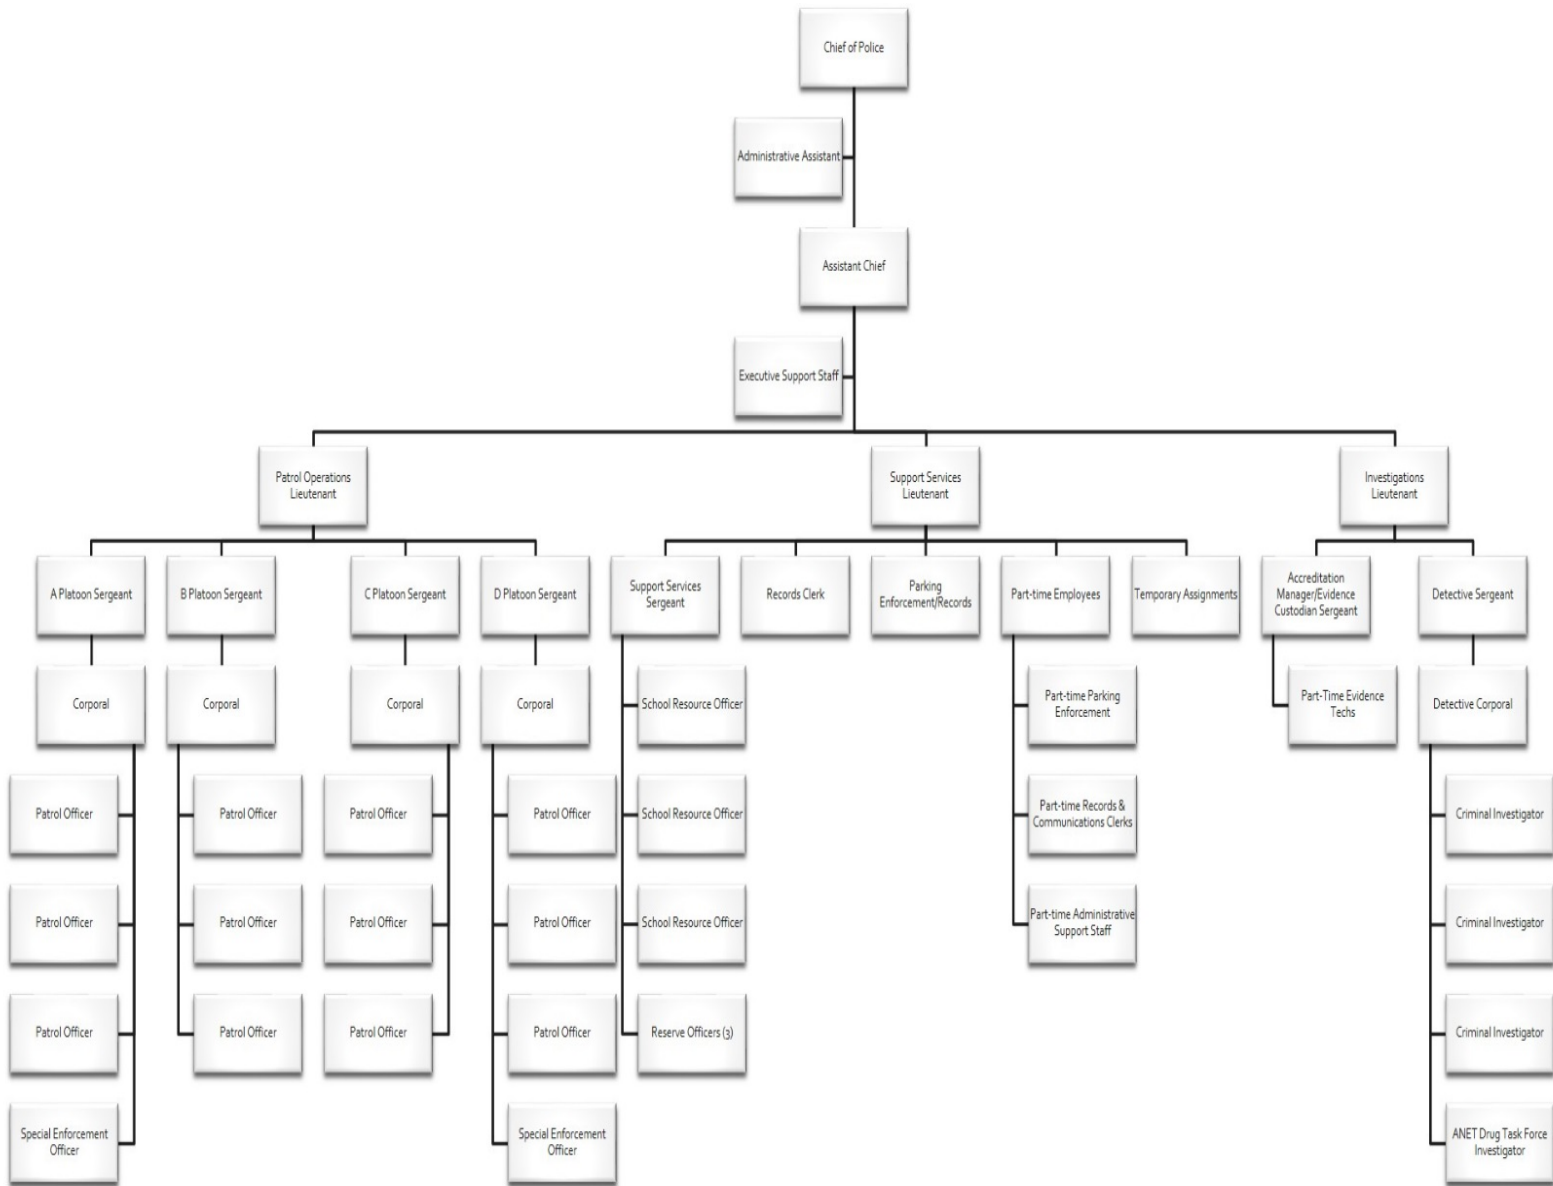 Chief of Police
Administrative Assistant
Assistant Chief
Executive Support Staff
Patrol Operations
Lieutenant
Support Services
Lieutenant
Investigations
Lieutenant
A Platoon Sergeant
B Platoon Sergeant
C Platoon Sergeant
D Platoon Sergeant
Support Services
Sergeant
Records Clerk
Parking
Enforcement/Records
Part-time Employees
Temporary Assignments
Accreditation
Manager/Evidence
Custodian Sergeant
Detective Sergeant
Corporal
Corporal
Corporal
Corporal
School Resource Officer
Part-time Parking
Enforcement
Part-Time Evidence
Techs
Detective Corporal
Patrol Officer
Patrol Officer
Patrol Officer
Patrol Officer
School Resource Officer
Part-time Records &
Communications Clerks
Criminal Investigator
Patrol Officer
Patrol Officer
Patrol Officer
Patrol Officer
School Resource Officer
Part-time Administrative
Support Staff
Criminal Investigator
Patrol Officer
Patrol Officer
Patrol Officer
Patrol Officer
Reserve Officers (3)
Criminal Investigator
Special Enforcement
Officer
Special Enforcement
Officer
ANET Drug Task Force
Investigator